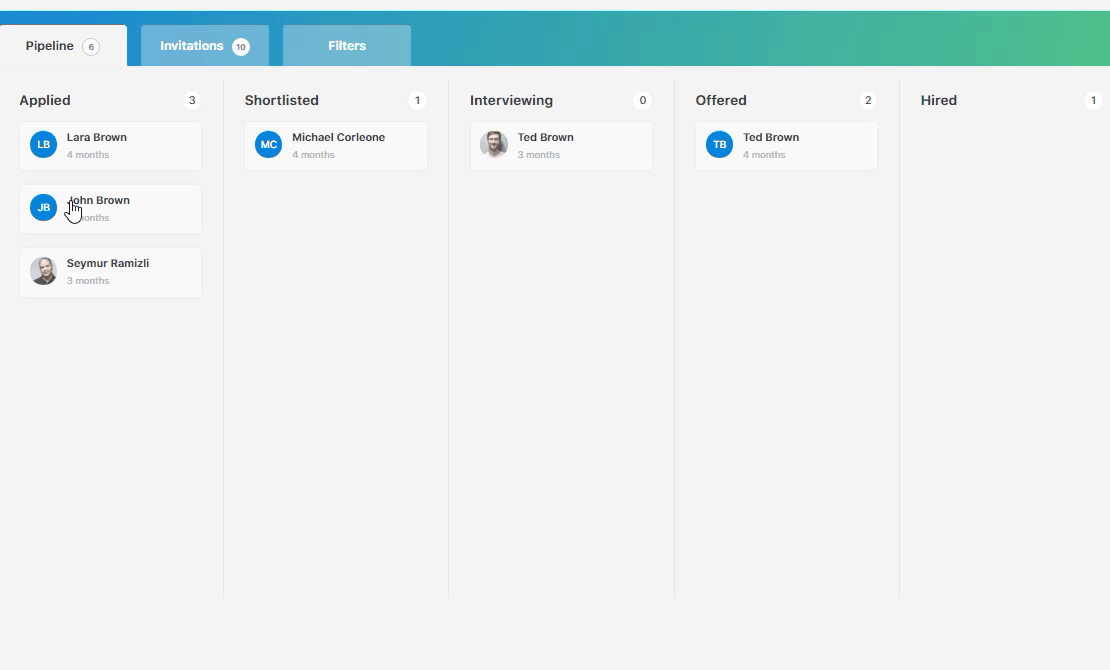 Pipeline 6
Invitations 10
Filters
Applied 3
LB
Lara Brown
4 months
JB
John Brown
months
Seymur Ramizli
3 months
Shortlisted 1
MC
Michael Corleone
4 months
Interviewing 0
Ted Brown
3 months
Offered 2
TB
Ted Brown
4 months
Hired 1